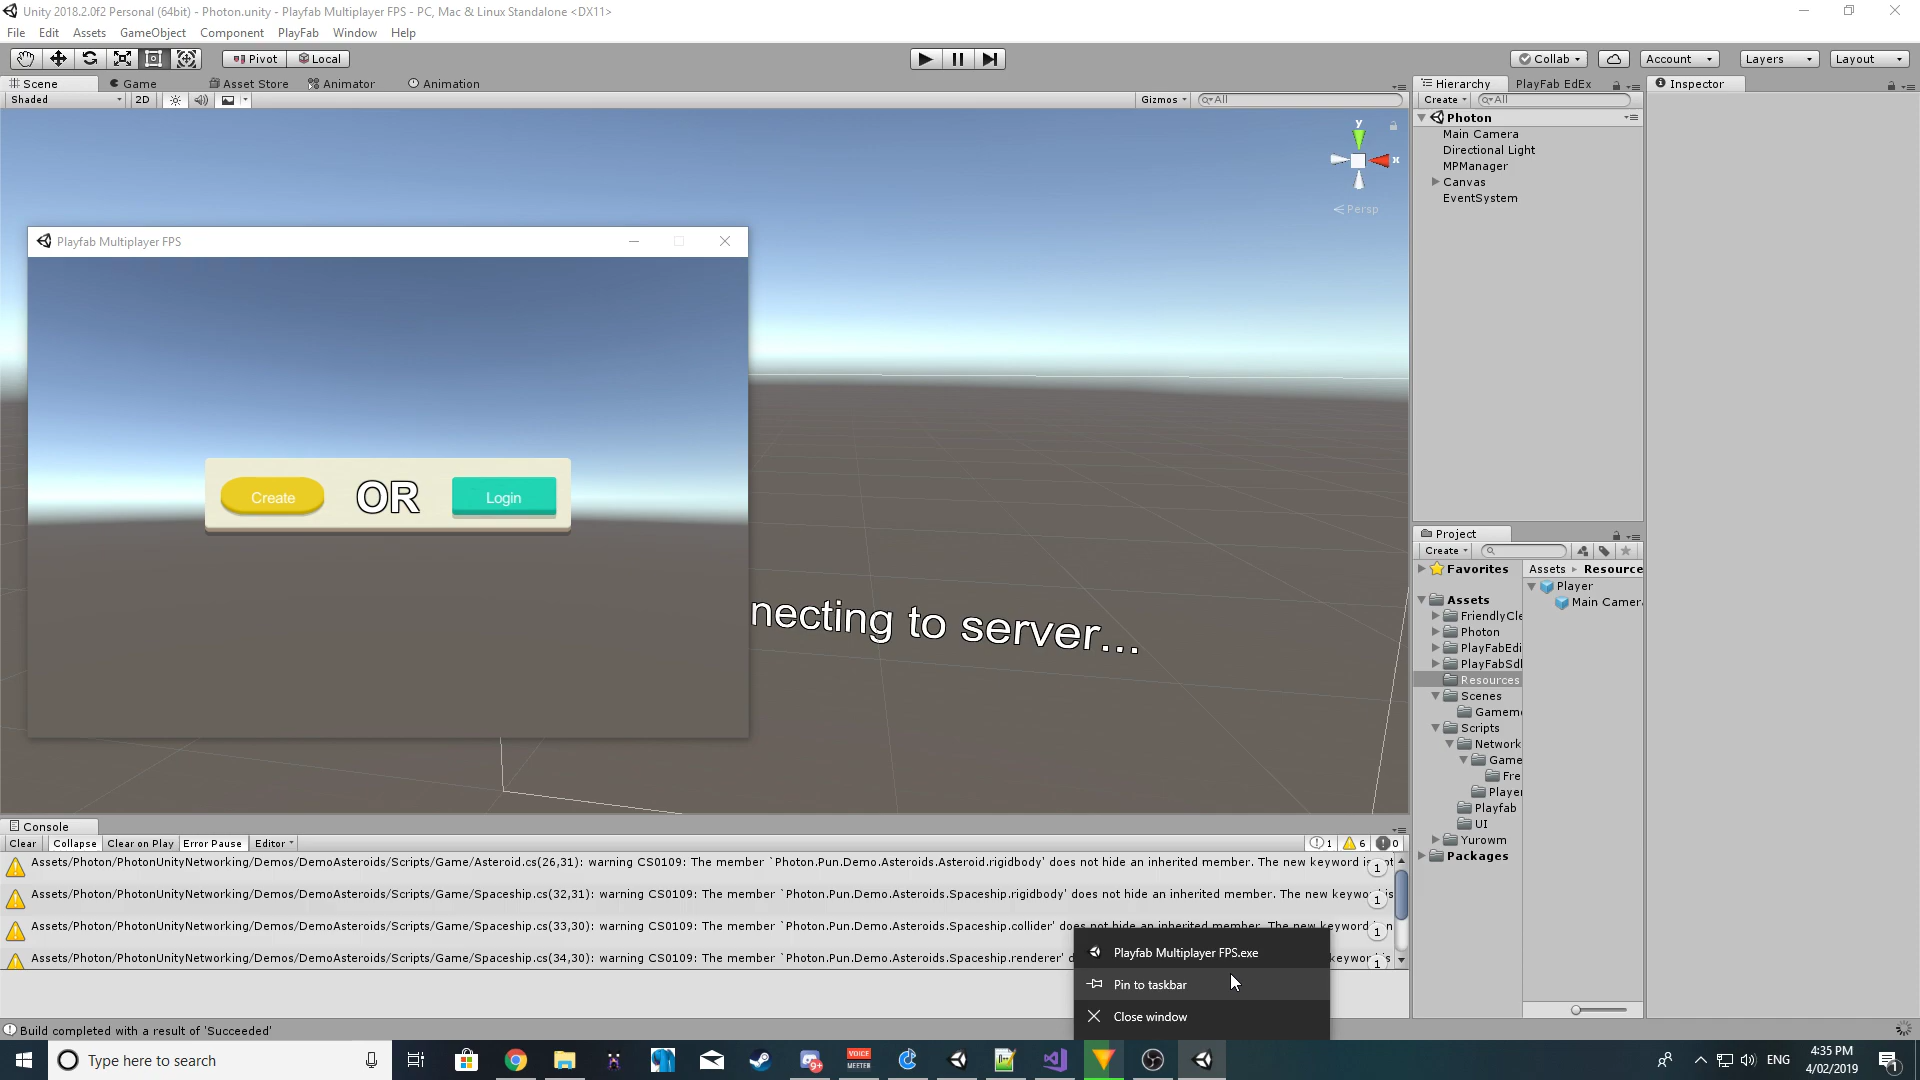 Unity 2018.2.0f2 Personal (64bit) - Photon.unity - Playfab Multiplayer FPS - PC, Mac & Linux Standalone <DX11>
File Edit Assets GameObject Component PlayFab Window Help
Pivot Local Collab Account Layers Layout
Scene Game Asset Store Animator Animation
Shaded 2D Gizmos All
y
x
Persp
Playfab Multiplayer FPS
Create OR Login
necting to server...
Hierarchy PlayFab EdEx
Create All
Photon
Main Camera
Directional Light
MPManager
Canvas
EventSystem
Inspector
Project
Create
Favorites
Assets
FriendlyCle
Photon
PlayFabEdi
PlayFabSdl
Resources
Scenes
Gamem
Scripts
Network
Game
Fre
Player
Playfab
UI
Yurowm
Packages
Assets Resource
Player
Main Camer
Console
Clear Collapse Clear on Play Error Pause Editor 1 6 0
Assets/Photon/PhotonUnityNetworking/Demos/DemoAsteroids/Scripts/Game/Asteroid.cs(26,31): warning CS0109: The member `Photon.Pun.Demo.Asteroids.Asteroid.rigidbody' does not hide an inherited member. The new keyword is not 1
Assets/Photon/PhotonUnityNetworking/Demos/DemoAsteroids/Scripts/Game/Spaceship.cs(32,31): warning CS0109: The member `Photon.Pun.Demo.Asteroids.Spaceship.rigidbody' does not hide an inherited member. The new keyword is 1
Assets/Photon/PhotonUnityNetworking/Demos/DemoAsteroids/Scripts/Game/Spaceship.cs(33,30): warning CS0109: The member `Photon.Pun.Demo.Asteroids.Spaceship.collider' does not hide an inherited member. The new keyword 1
Assets/Photon/PhotonUnityNetworking/Demos/DemoAsteroids/Scripts/Game/Spaceship.cs(34,30): warning CS0109: The member `Photon.Pun.Demo.Asteroids.Spaceship.renderer' d keyword is 1
Playfab Multiplayer FPS.exe
Pin to taskbar
Close window
Build completed with a result of 'Succeeded'
Type here to search
9+
VOICE
MEETER
ENG
4:35 PM
4/02/2019
1